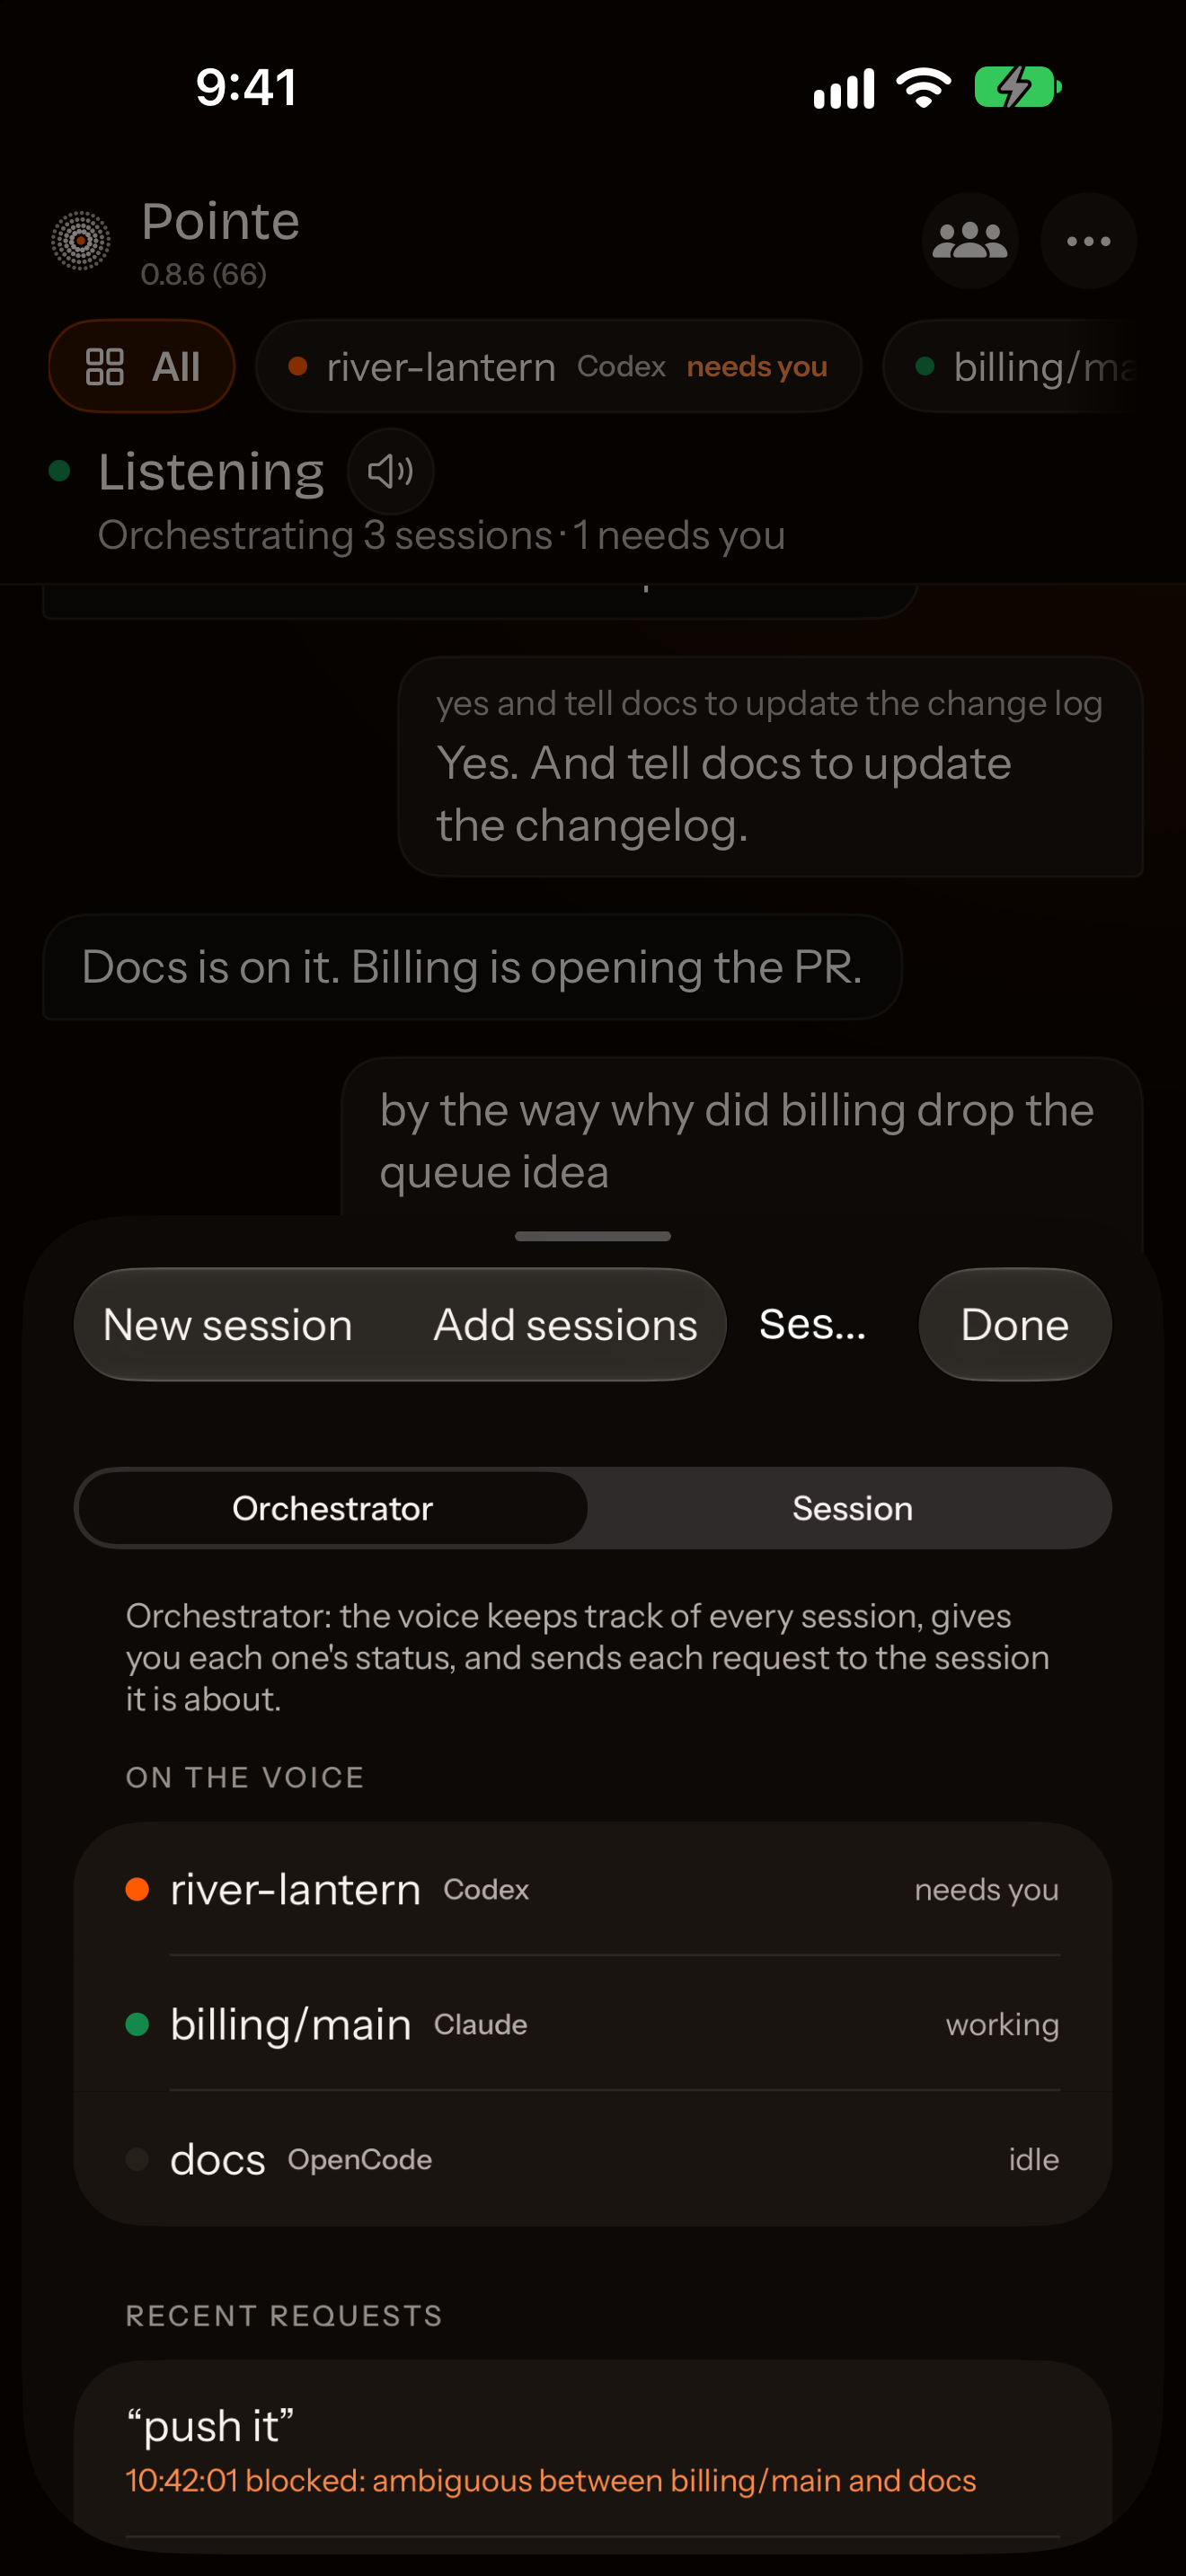 9:41
Pointe
0.8.6 (66)
All
river-lantern Codex needs you
billing/ma
Listening
Orchestrating 3 sessions · 1 needs you
yes and tell docs to update the change log
Yes. And tell docs to update
the changelog.
Docs is on it. Billing is opening the PR.
by the way why did billing drop the
queue idea
New session Add sessions Ses... Done
Orchestrator Session
Orchestrator: the voice keeps track of every session, gives
you each one's status, and sends each request to the session
it is about.
ON THE VOICE
river-lantern Codex needs you
billing/main Claude working
docs OpenCode idle
RECENT REQUESTS
“push it”
10:42:01 blocked: ambiguous between billing/main and docs